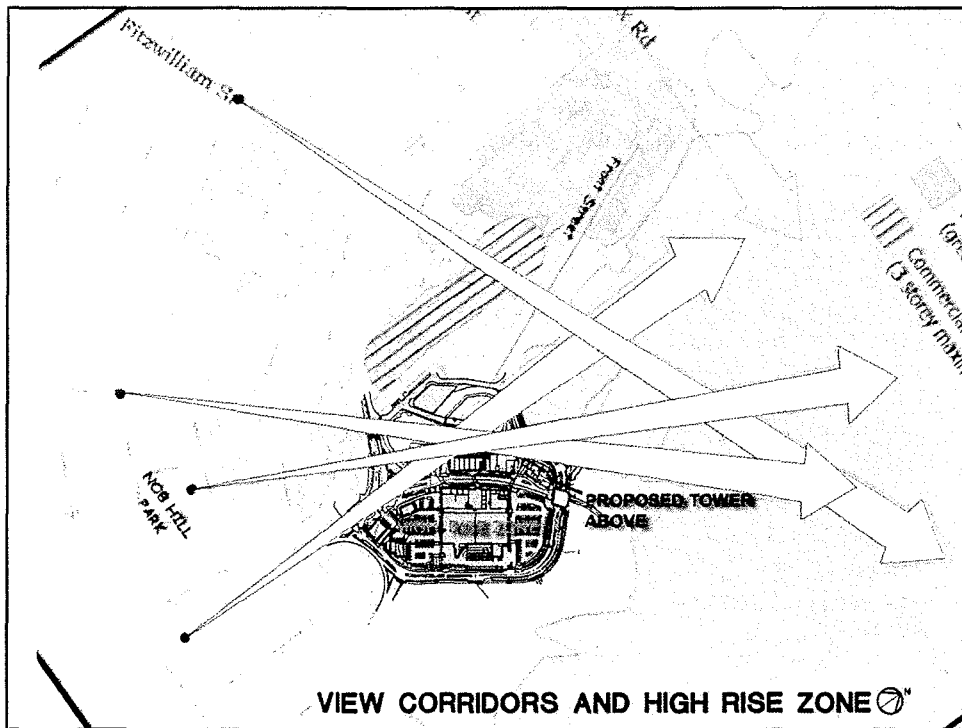 Fitzwilliam St
Rd
Front Street
Commercial
(3 storey maxim
NOB HILL
PARK
PROPOSED TOWER
ABOVE
VIEW CORRIDORS AND HIGH RISE ZONE
N